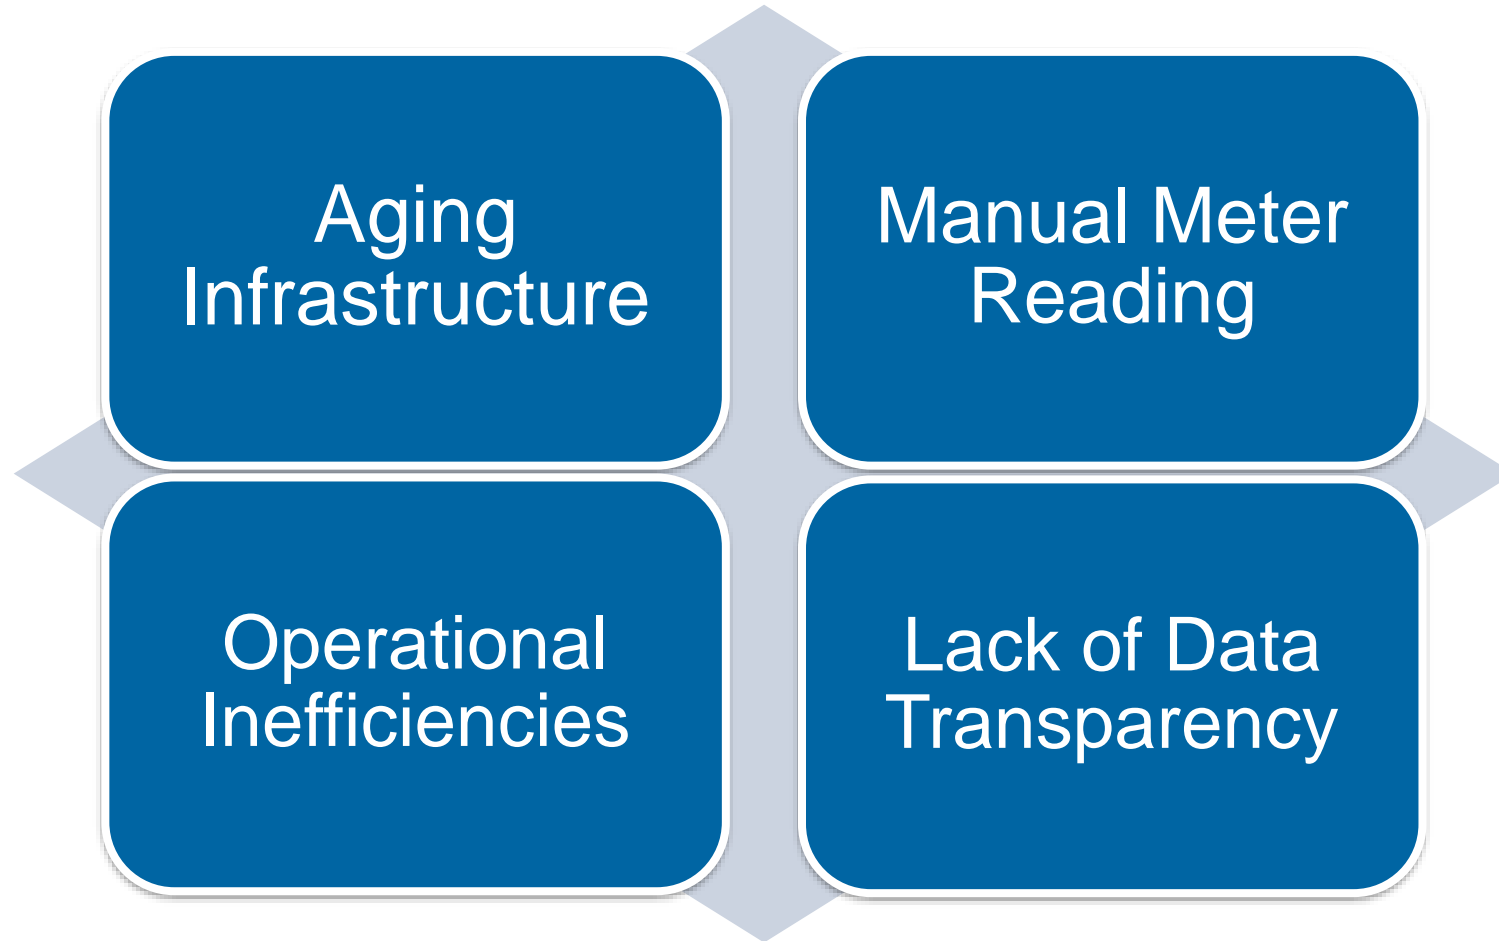 Aging
Infrastructure
Manual Meter
Reading
Operational
Inefficiencies
Lack of Data
Transparency